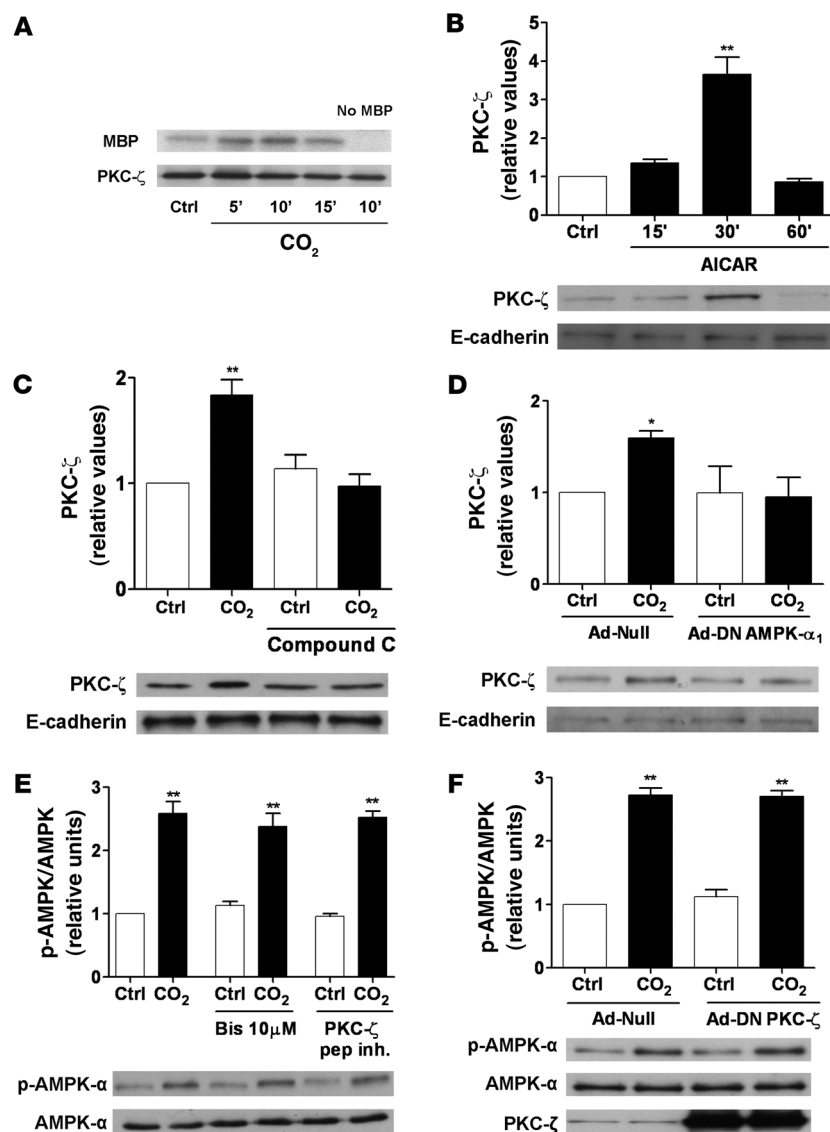 A
No MBP
MBP
PKC-ζ
Ctrl 5’ 10’ 15’ 10’
CO2
B
PKC-ζ
(relative values)
5
4
3
2
1
0
**
Ctrl 15' 30' 60'
AICAR
PKC-ζ
E-cadherin
C
PKC-ζ
(relative values)
2
1
0
**
Ctrl CO2 Ctrl CO2
Compound C
PKC-ζ
E-cadherin
D
PKC-ζ
(relative values)
2
1
0
*
Ctrl CO2 Ctrl CO2
Ad-Null Ad-DN AMPK-α1
PKC-ζ
E-cadherin
E
p-AMPK/AMPK
(relative units)
3
2
1
0
** ** **
Ctrl CO2 Ctrl CO2 Ctrl CO2
Bis 10μM PKC-ζ
pep inh.
p-AMPK-α
AMPK-α
F
p-AMPK/AMPK
(relative units)
3
2
1
0
** **
Ctrl CO2 Ctrl CO2
Ad-Null Ad-DN PKC-ζ
p-AMPK-α
AMPK-α
PKC-ζ